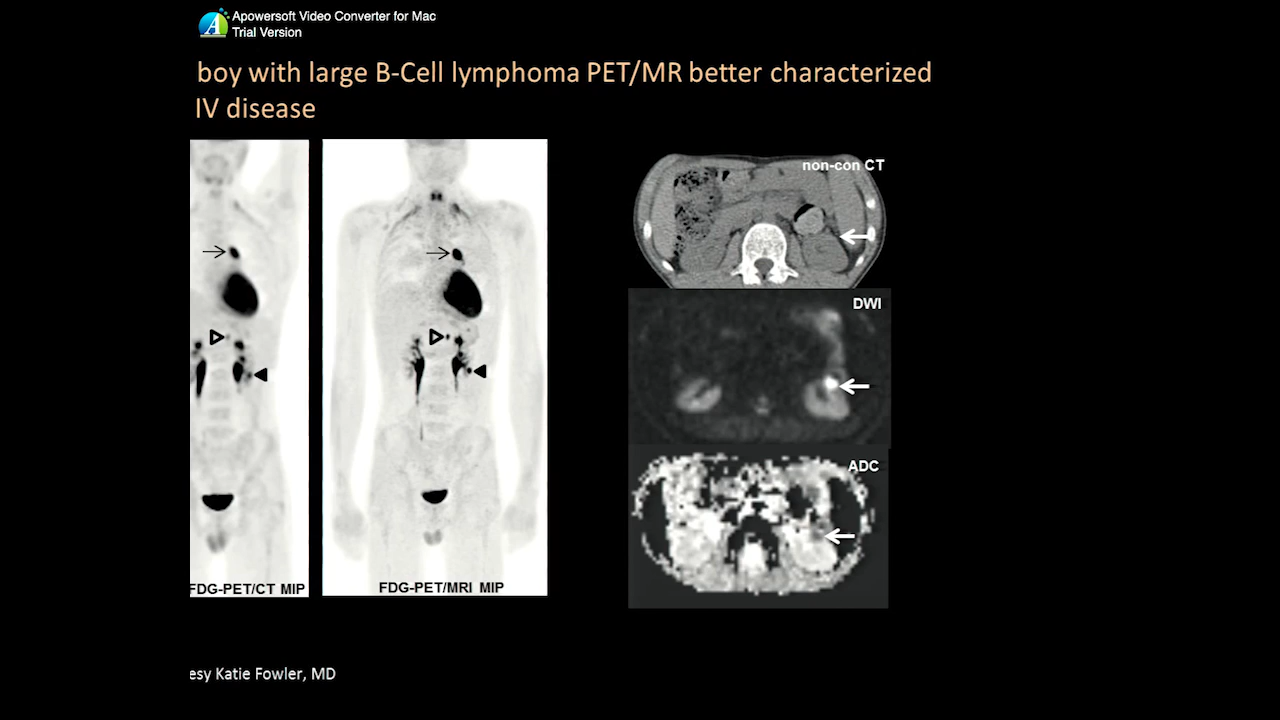 Apowersoft Video Converter for Mac
Trial Version
boy with large B-Cell lymphoma PET/MR better characterized
IV disease
non-con CT
DWI
ADC
FDG-PET/CT MIP
FDG-PET/MRI MIP
esy Katie Fowler, MD